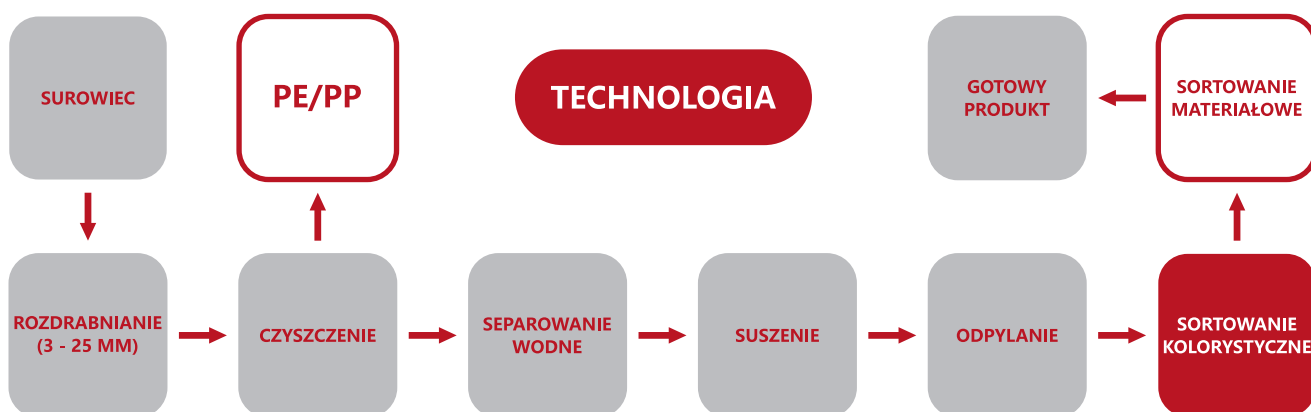 SUROWIEC
PE/PP
TECHNOLOGIA
GOTOWY
PRODUKT
SORTOWANIE
MATERIAŁOWE
ROZDRABNIANIE
(3 - 25 MM)
CZYSZCZENIE
SEPAROWANIE
WODNE
SUSZENIE
ODPYLANIE
SORTOWANIE
KOLORYSTYCZNE